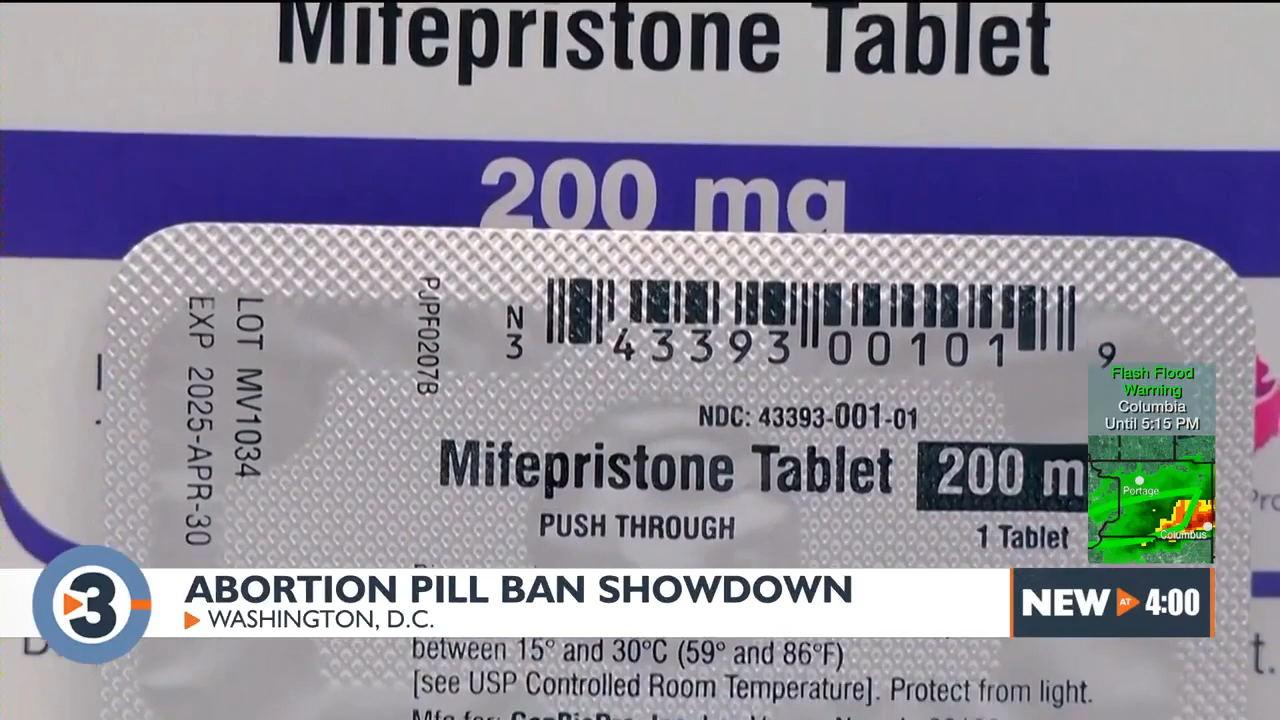 Mifepristone Tablet
200 mg
PJPF0207B
LOT MV1034
EXP 2025-APR-30
N
3
43393 00101
9
NDC: 43393-001-01
Mifepristone Tablet 200 m
PUSH THROUGH
1 Tablet
Flash Flood
Warning
Columbia
Until 5:15 PM
Portage
Columbus
3
ABORTION PILL BAN SHOWDOWN
WASHINGTON, D.C.
NEW AT 4:00
between 15° and 30°C (59° and 86°F)
[see USP Controlled Room Temperature]. Protect from light.
Mfg for: